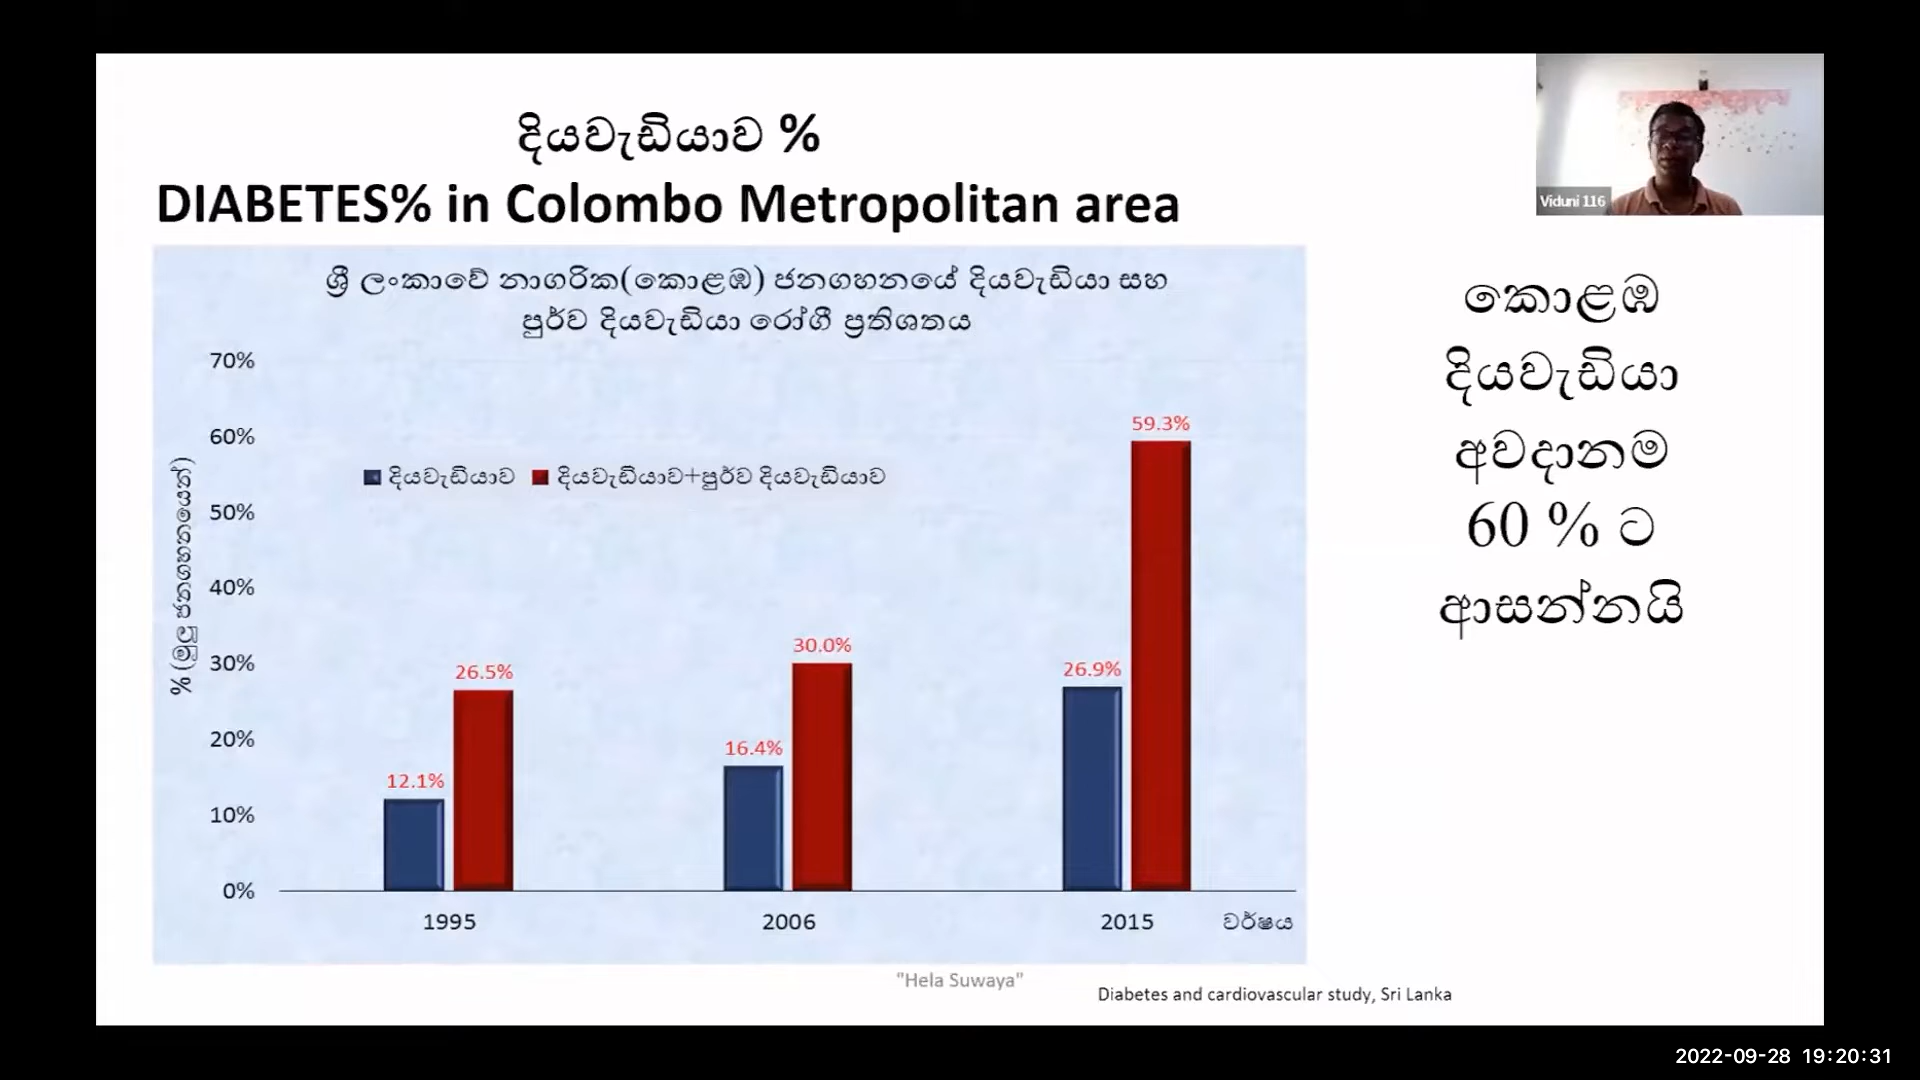 දියවැඩියාව %
DIABETES% in Colombo Metropolitan area
Viduni 116
ශ්‍රී ලංකාවේ නාගරික(කොළඹ) ජනගහනයේ දියවැඩියා සහ
පුර්ව දියවැඩියා රෝගී ප්‍රතිශතය
කොළඹ
දියවැඩියා
අවදානම
60 % ට
ආසන්නයි
% (මුලු ජනගහනයෙන්)
70%
60%
50%
40%
30%
20%
10%
0%
දියවැඩියාව දියවැඩියාව+පුර්ව දියවැඩියාව
12.1%
26.5%
16.4%
30.0%
26.9%
59.3%
1995 2006 2015 වර්ෂය
"Hela Suwaya"
Diabetes and cardiovascular study, Sri Lanka
2022-09-28 19:20:31